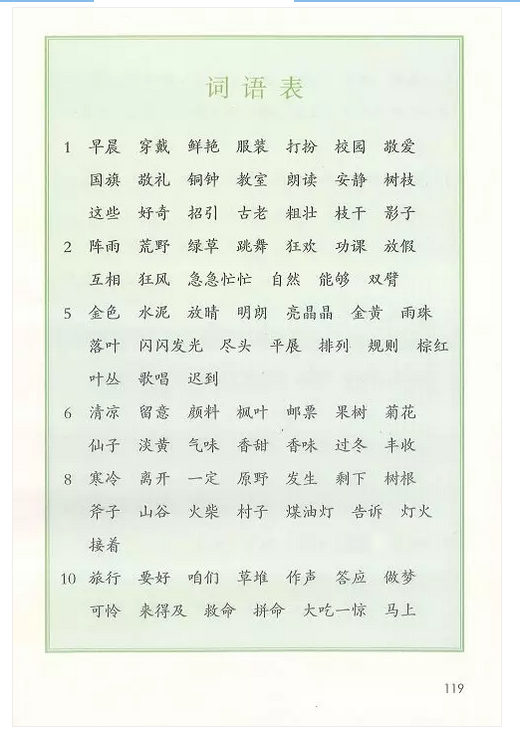 词语表
1 早晨 穿戴 鲜艳 服装 打扮 校园 敬爱
国旗 敬礼 铜钟 教室 朗读 安静 树枝
这些 好奇 招引 古老 粗壮 枝干 影子
2 阵雨 荒野 绿草 跳舞 狂欢 功课 放假
互相 狂风 急急忙忙 自然 能够 双臂
5 金色 水泥 放晴 明朗 亮晶晶 金黄 雨珠
落叶 闪闪发光 尽头 平展 排列 规则 棕红
叶丛 歌唱 迟到
6 清凉 留意 颜料 枫叶 邮票 果树 菊花
仙子 淡黄 气味 香甜 香味 过冬 丰收
8 寒冷 离开 一定 原野 发生 剩下 树根
斧子 山谷 火柴 村子 煤油灯 告诉 灯火
接着
10 旅行 要好 咱们 草堆 作声 答应 做梦
可怜 来得及 救命 拼命 大吃一惊 马上
119